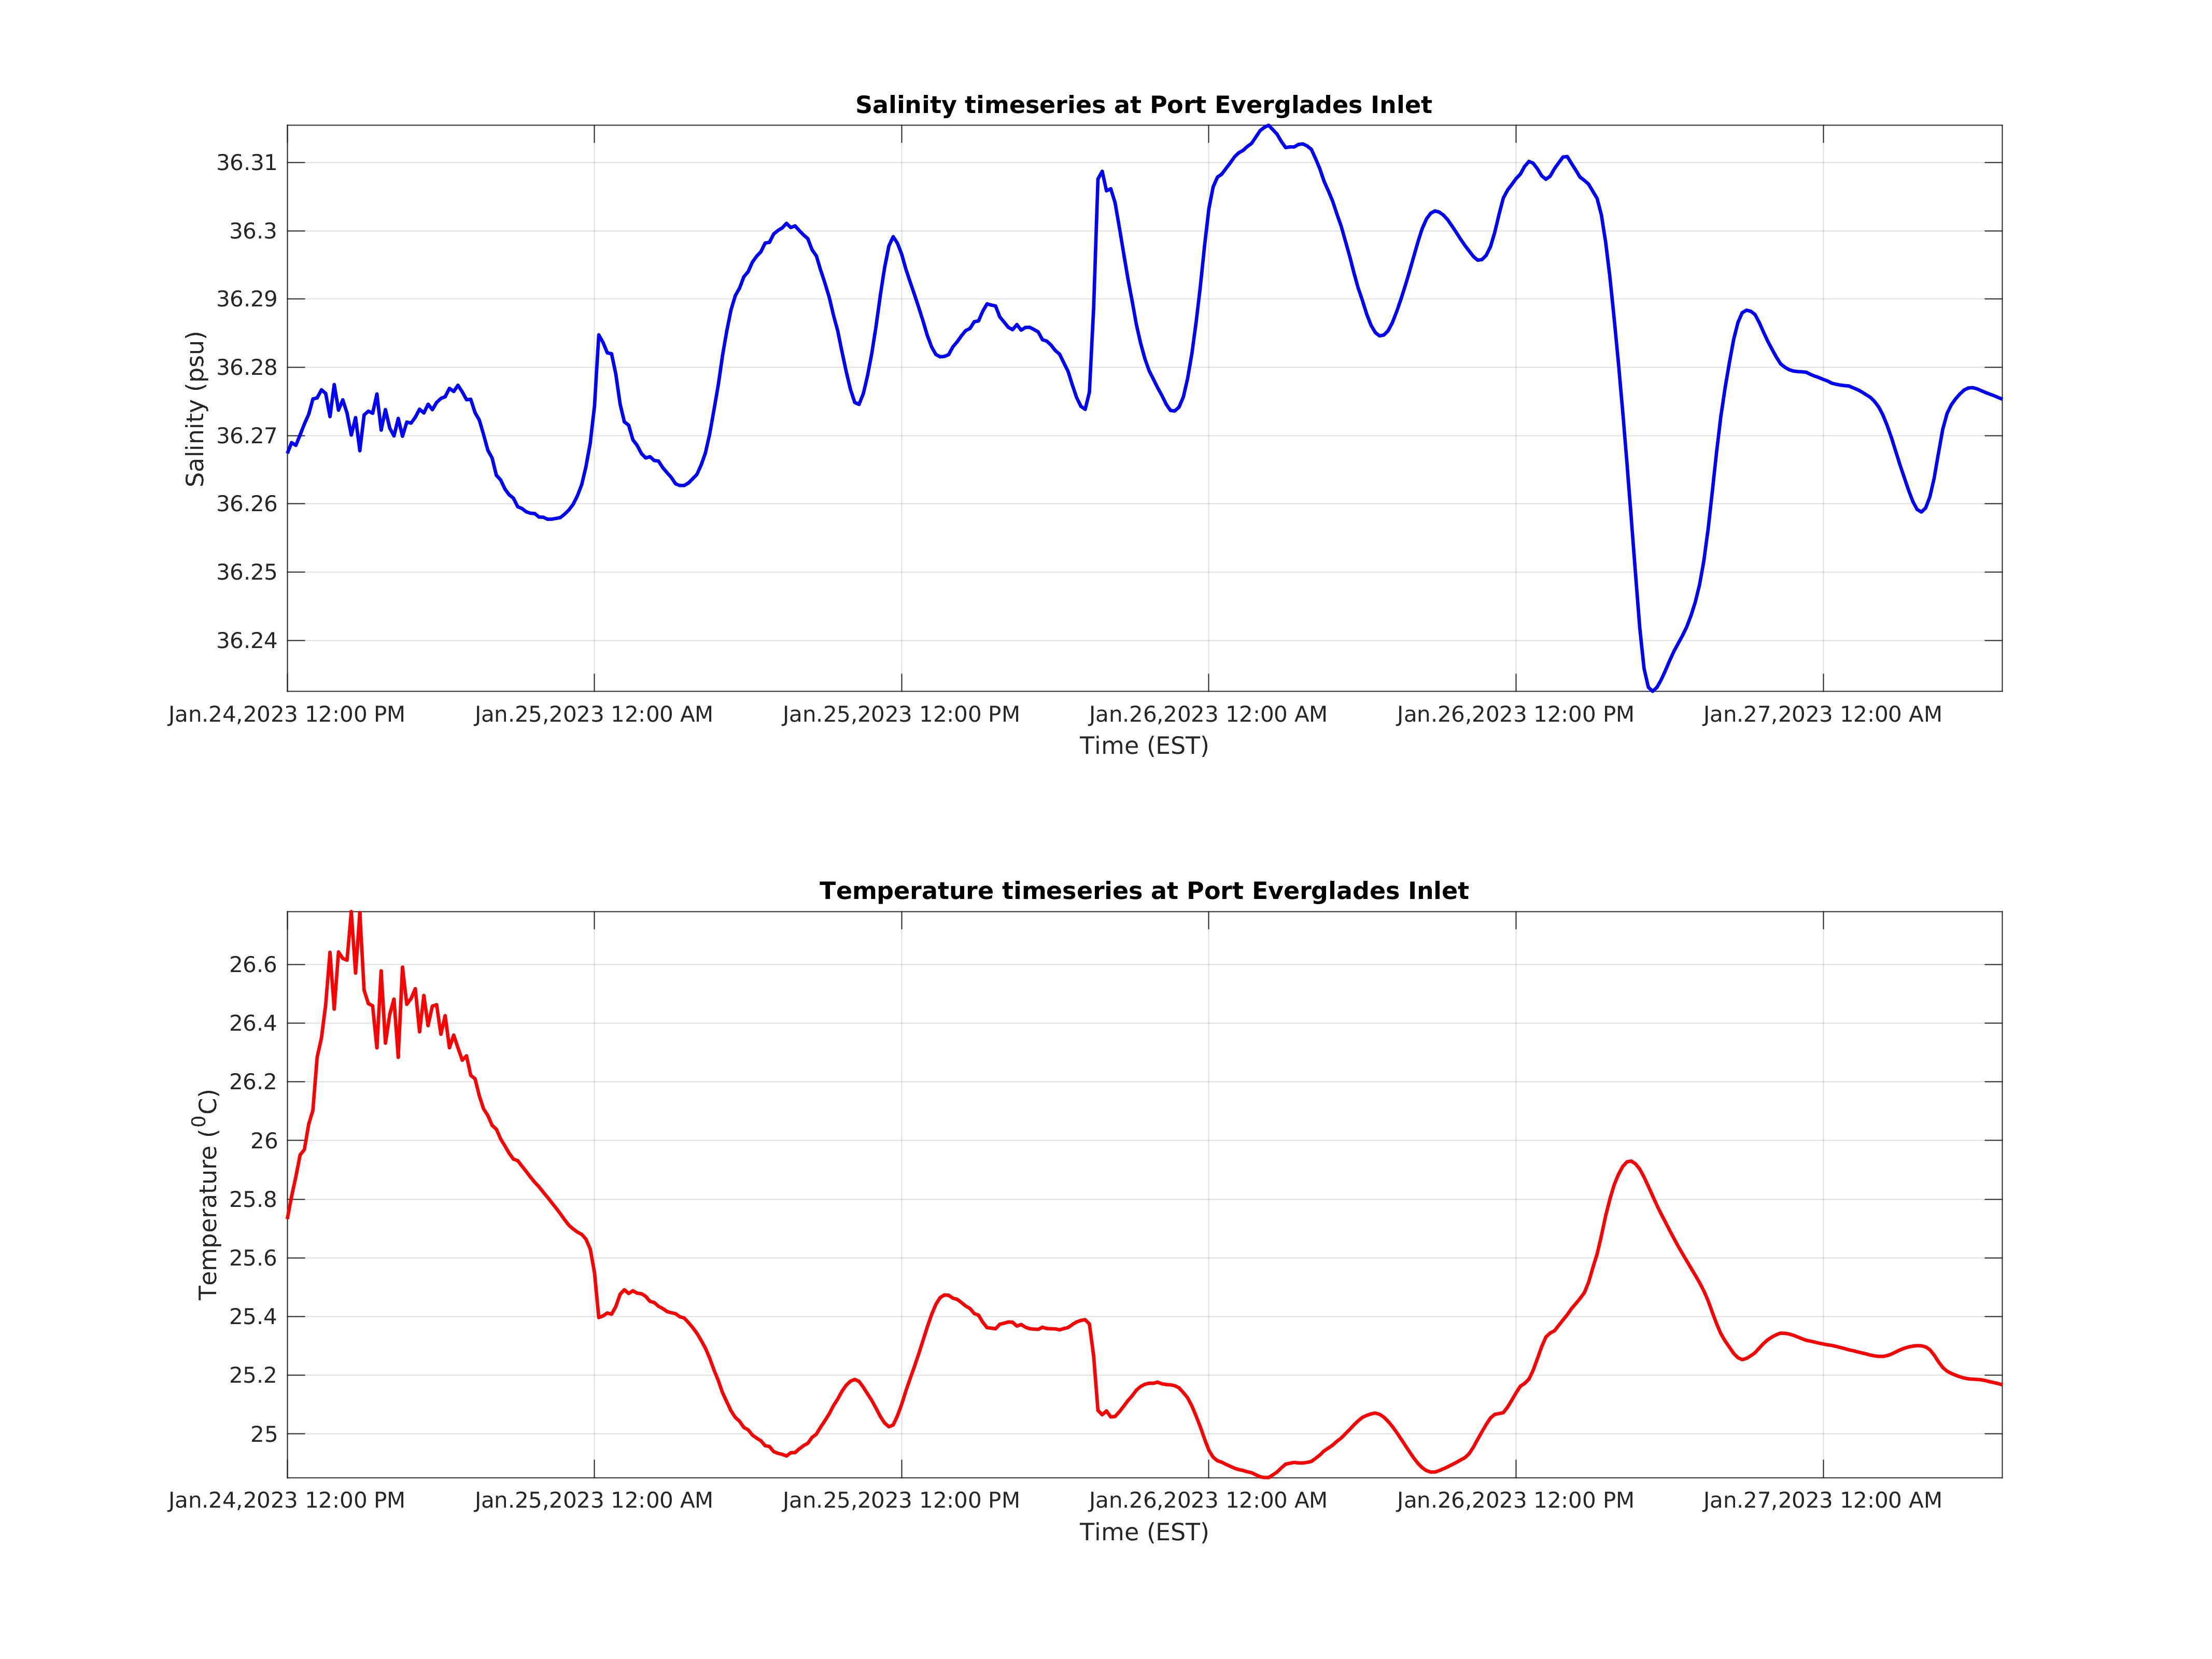 Salinity timeseries at Port Everglades Inlet
Salinity (psu)
36.31
36.3
36.29
36.28
36.27
36.26
36.25
36.24
Jan.24,2023 12:00 PM Jan.25,2023 12:00 AM Jan.25,2023 12:00 PM Jan.26,2023 12:00 AM Jan.26,2023 12:00 PM Jan.27,2023 12:00 AM
Time (EST)
Temperature timeseries at Port Everglades Inlet
Temperature (⁰C)
26.6
26.4
26.2
26
25.8
25.6
25.4
25.2
25
Jan.24,2023 12:00 PM Jan.25,2023 12:00 AM Jan.25,2023 12:00 PM Jan.26,2023 12:00 AM Jan.26,2023 12:00 PM Jan.27,2023 12:00 AM
Time (EST)